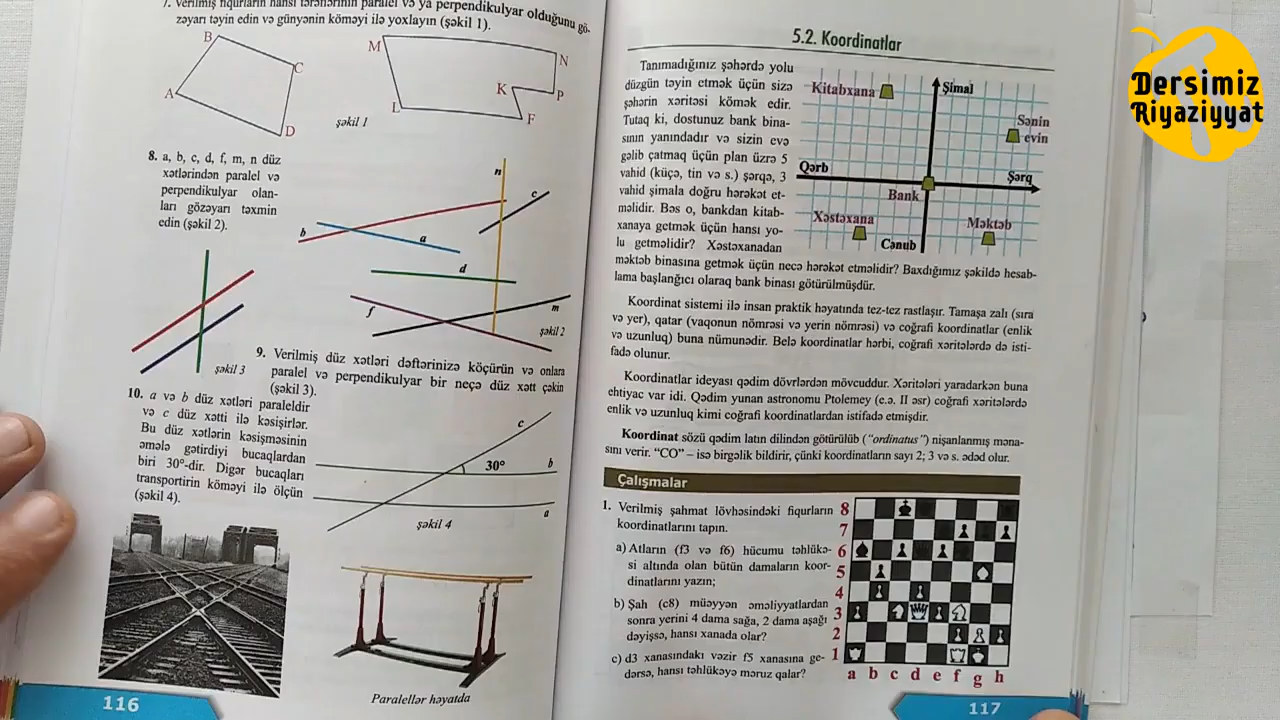 7. Verilmiş fiqurların hansı tərəflərinin paralel və ya perpendikulyar olduğunu gö-
zəyarı təyin edin və günyənin köməyi ilə yoxlayın (şəkil 1).
B
C
A
D
M
N
K
P
L
F
şəkil 1
8. a, b, c, d, f, m, n düz
xətlərindən paralel və
perpendikulyar olan-
ları gözəyarı təxmin
edin (şəkil 2).
n
c
b
a
d
f
m
şəkil 2
şəkil 3
9. Verilmiş düz xətləri dəftərinizə köçürün və onlara
paralel və perpendikulyar bir neçə düz xətt çəkin
(şəkil 3).
10. a və b düz xətləri paraleldir
və c düz xətti ilə kəsişirlər.
Bu düz xətlərin kəsişməsinin
əmələ gətirdiyi bucaqlardan
biri 30°-dir. Digər bucaqları
transportirin köməyi ilə ölçün
(şəkil 4).
c
30°
b
a
şəkil 4
Paralellər həyatda
116
5.2. Koordinatlar
Tanımadığınız şəhərdə yolu
düzgün təyin etmək üçün sizə
şəhərin xəritəsi kömək edir.
Tutaq ki, dostunuz bank bina-
sının yanındadır və sizin evə
gəlib çatmaq üçün plan üzrə 5
vahid (küçə, tin və s.) şərqə, 3
vahid şimala doğru hərəkət et-
məlidir. Bəs o, bankdan kitab-
xanaya getmək üçün hansı yo-
lu getməlidir? Xəstəxanadan
məktəb binasına getmək üçün necə hərəkət etməlidir? Baxdığımız şəkildə hesab-
lama başlanğıcı olaraq bank binası götürülmüşdür.
Kitabxana
Şimal
Sənin
evin
Qərb
Şərq
Bank
Xəstəxana
Məktəb
Cənub
Koordinat sistemi ilə insan praktik həyatında tez-tez rastlaşır. Tamaşa zalı (sıra
və yer), qatar (vaqonun nömrəsi və yerin nömrəsi) və coğrafi koordinatlar (enlik
və uzunluq) buna nümunədir. Belə koordinatlar hərbi, coğrafi xəritələrdə də isti-
fadə olunur.
Koordinatlar ideyası qədim dövrlərdən mövcuddur. Xəritələri yaradarkən buna
ehtiyac var idi. Qədim yunan astronomu Ptolemey (e.ə. II əsr) coğrafi xəritələrdə
enlik və uzunluq kimi coğrafi koordinatlardan istifadə etmişdir.
Koordinat sözü qədim latın dilindən götürülüb ("ordinatus") nişanlanmış məna-
sını verir. "CO" – isə birgəlik bildirir, çünki koordinatların sayı 2; 3 və s. ədəd olur.
Çalışmalar
1. Verilmiş şahmat lövhəsindəki fiqurların
koordinatlarını tapın.
a) Atların (f3 və f6) hücumu təhlükə-
si altında olan bütün damaların koor-
dinatlarını yazın;
b) Şah (c8) müəyyən əməliyyatlardan
sonra yerini 4 dama sağa, 2 dama aşağı
dəyişsə, hansı xanada olar?
c) d3 xanasındakı vəzir f5 xanasına ge-
dərsə, hansı təhlükəyə məruz qalar?
8
7
6
5
4
3
2
1
a b c d e f g h
117
Dersimiz
Riyaziyyat